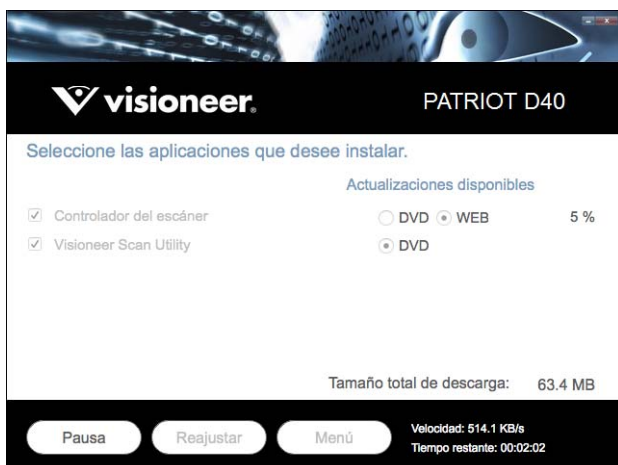 visioneer®
PATRIOT D40
Seleccione las aplicaciones que desee instalar.
Actualizaciones disponibles
Controlador del escáner DVD WEB 5 %
Visioneer Scan Utility DVD
Tamaño total de descarga: 63.4 MB
Pausa Reajustar Menú
Velocidad: 514.1 KB/s
Tiempo restante: 00:02:02